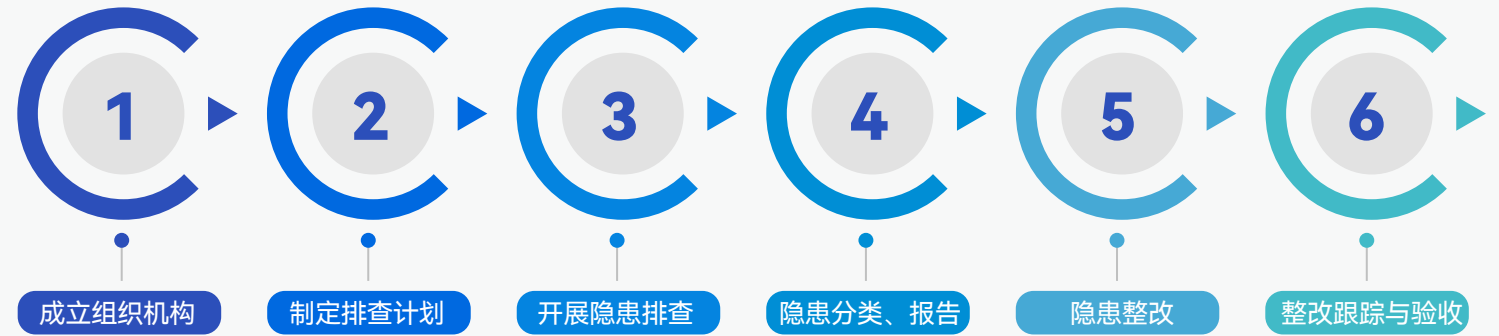 1
2
3
4
5
6
成立组织机构
制定排查计划
开展隐患排查
隐患分类、报告
隐患整改
整改跟踪与验收